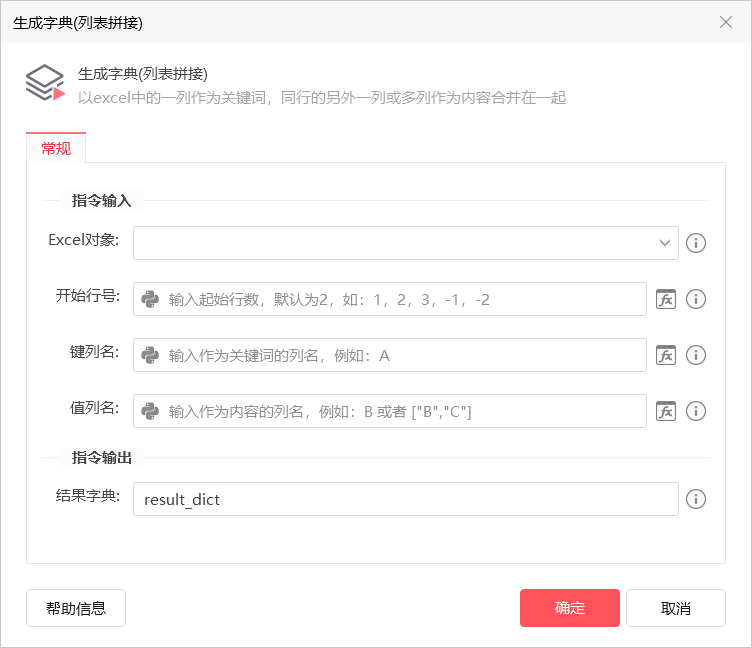 生成字典(列表拼接)
生成字典(列表拼接)
以excel中的一列作为关键词，同行的另外一列或多列作为内容合并在一起
常规
指令输入
Excel对象:
开始行号: 输入起始行数，默认为2，如：1，2，3，-1，-2 fx
键列名: 输入作为关键词的列名，例如：A fx
值列名: 输入作为内容的列名，例如：B 或者 ["B","C"] fx
指令输出
结果字典: result_dict
帮助信息 确定 取消